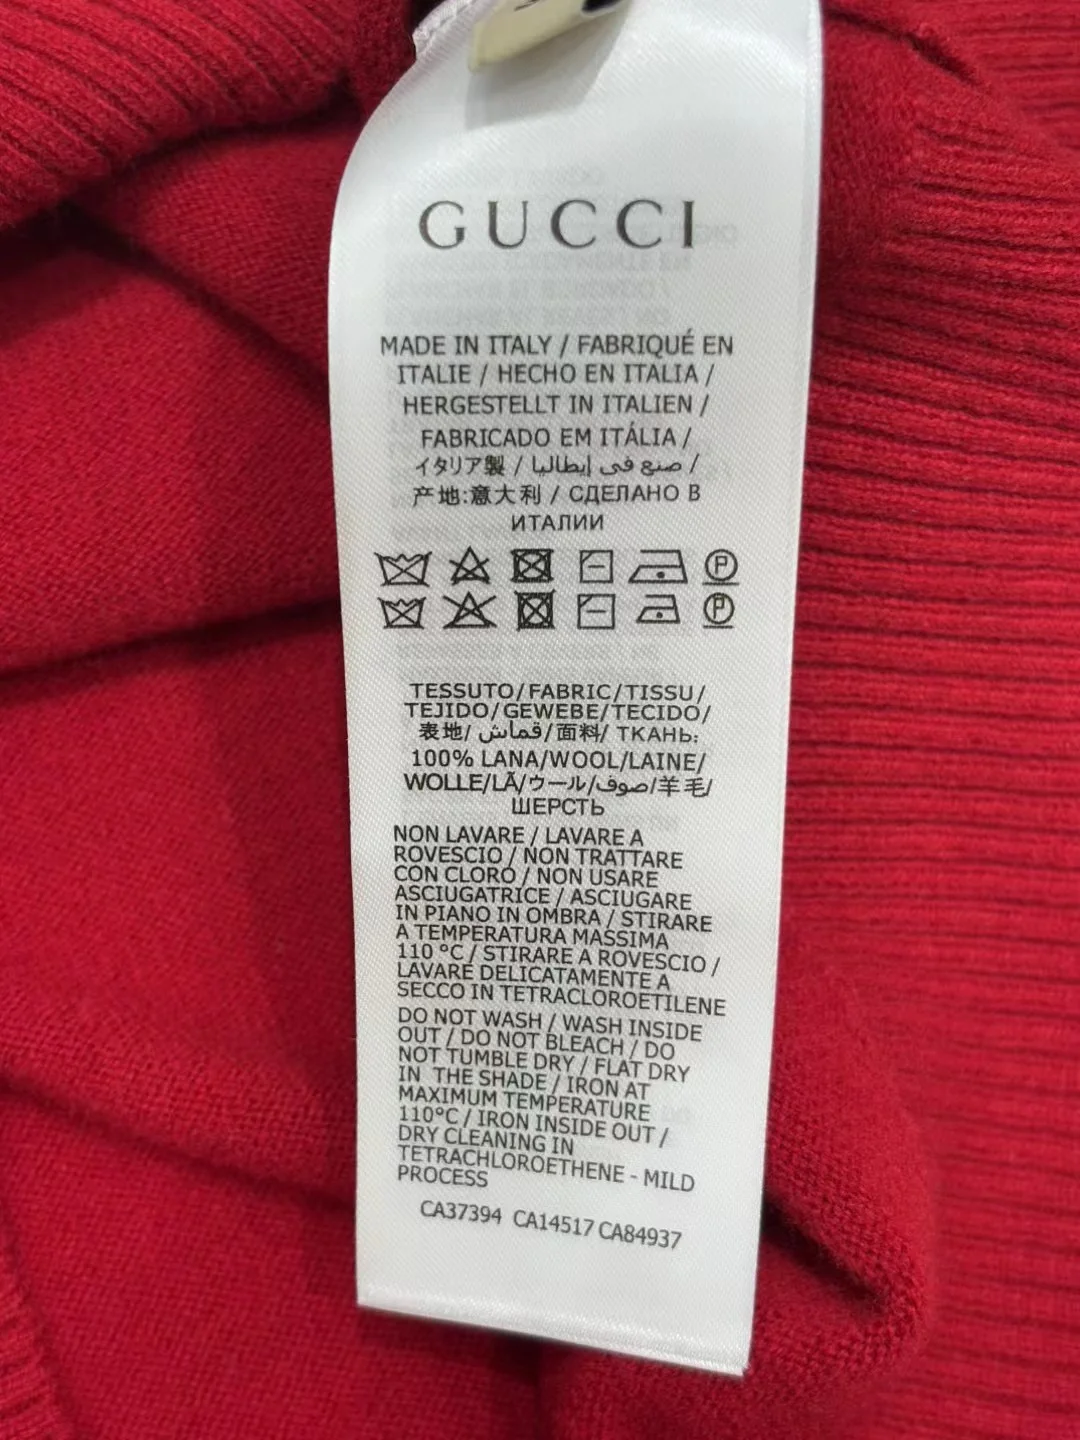 GUCCI
MADE IN ITALY / FABRIQUÉ EN
ITALIE / HECHO EN ITALIA /
HERGESTELLT IN ITALIEN /
FABRICADO EM ITÁLIA /
イタリア製 / صنع في إيطاليا /
产地:意大利 / СДЕЛАНО В
ИТАЛИИ
P
P
TESSUTO/FABRIC/TISSU/
TEJIDO/GEWEBE/TECIDO/
表地/ قماش/面料/ ТКАНЬ:
100% LANA/WOOL/LAINE/
WOLLE/LÃ/ウール/صوف/羊毛/
ШЕРСТЬ
NON LAVARE / LAVARE A
ROVESCIO / NON TRATTARE
CON CLORO / NON USARE
ASCIUGATRICE / ASCIUGARE
IN PIANO IN OMBRA / STIRARE
A TEMPERATURA MASSIMA
110 °C / STIRARE A ROVESCIO /
LAVARE DELICATAMENTE A
SECCO IN TETRACLOROETILENE
DO NOT WASH / WASH INSIDE
OUT / DO NOT BLEACH / DO
NOT TUMBLE DRY / FLAT DRY
IN THE SHADE / IRON AT
MAXIMUM TEMPERATURE
110°C / IRON INSIDE OUT /
DRY CLEANING IN
TETRACHLOROETHENE - MILD
PROCESS
CA37394 CA14517 CA84937